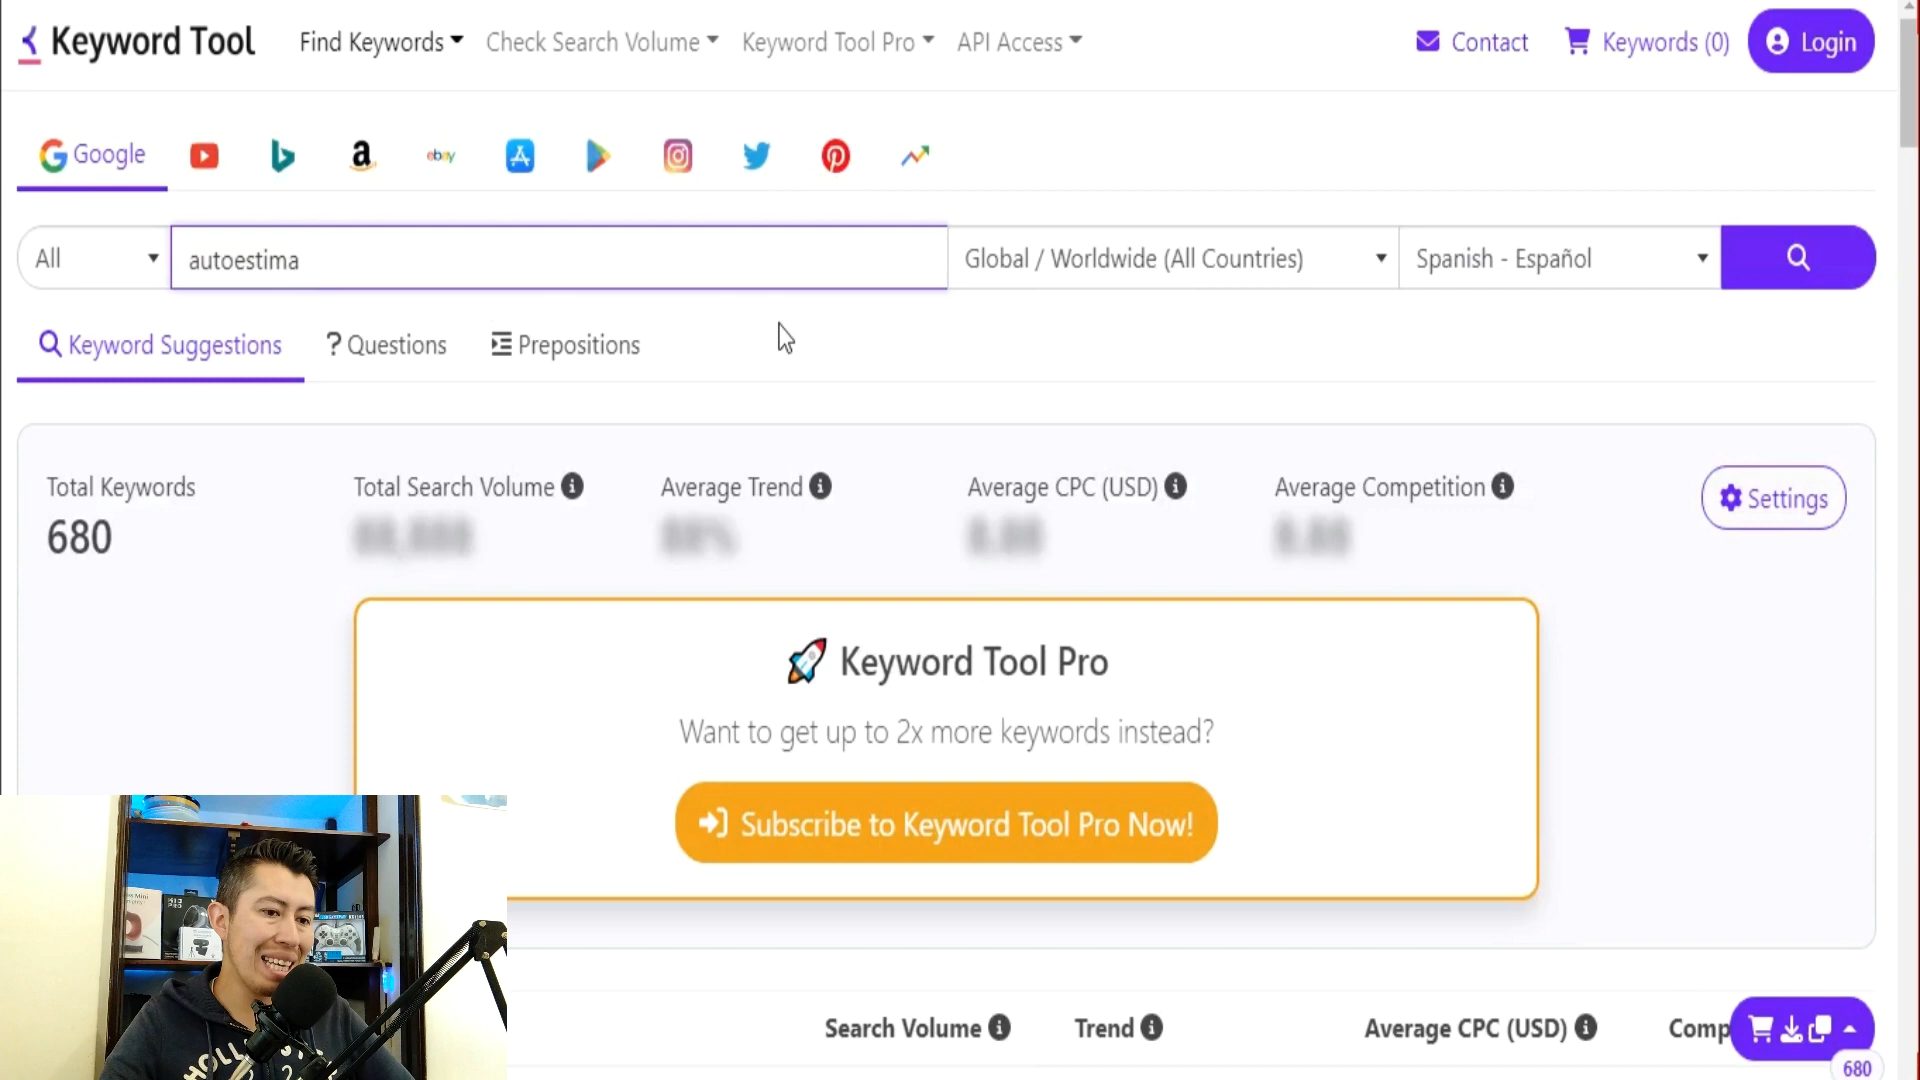 Keyword Tool
Find Keywords
Check Search Volume
Keyword Tool Pro
API Access
Contact
Keywords (0)
Login
Google
ebay
All
autoestima
Global / Worldwide (All Countries)
Spanish - Español
Keyword Suggestions
? Questions
Prepositions
Total Keywords
680
Total Search Volume
Average Trend
Average CPC (USD)
Average Competition
Settings
Keyword Tool Pro
Want to get up to 2x more keywords instead?
Subscribe to Keyword Tool Pro Now!
Search Volume
Trend
Average CPC (USD)
Comp
680